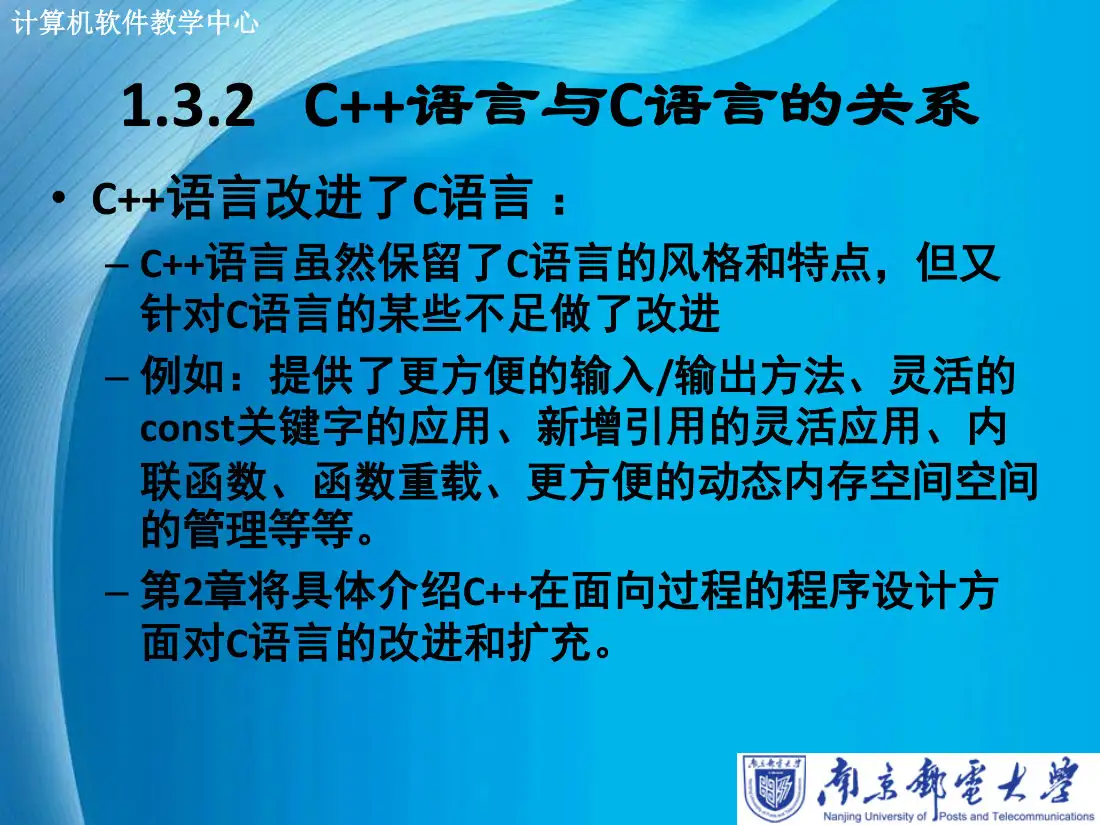 计算机软件教学中心
1.3.2 C++语言与C语言的关系
• C++语言改进了C语言：
– C++语言虽然保留了C语言的风格和特点，但又
针对C语言的某些不足做了改进
– 例如：提供了更方便的输入/输出方法、灵活的
const关键字的应用、新增引用的灵活应用、内
联函数、函数重载、更方便的动态内存空间空间
的管理等等。
– 第2章将具体介绍C++在面向过程的程序设计方
面对C语言的改进和扩充。
南京邮电大学
南京郵電大學
Nanjing University of Posts and Telecommunications